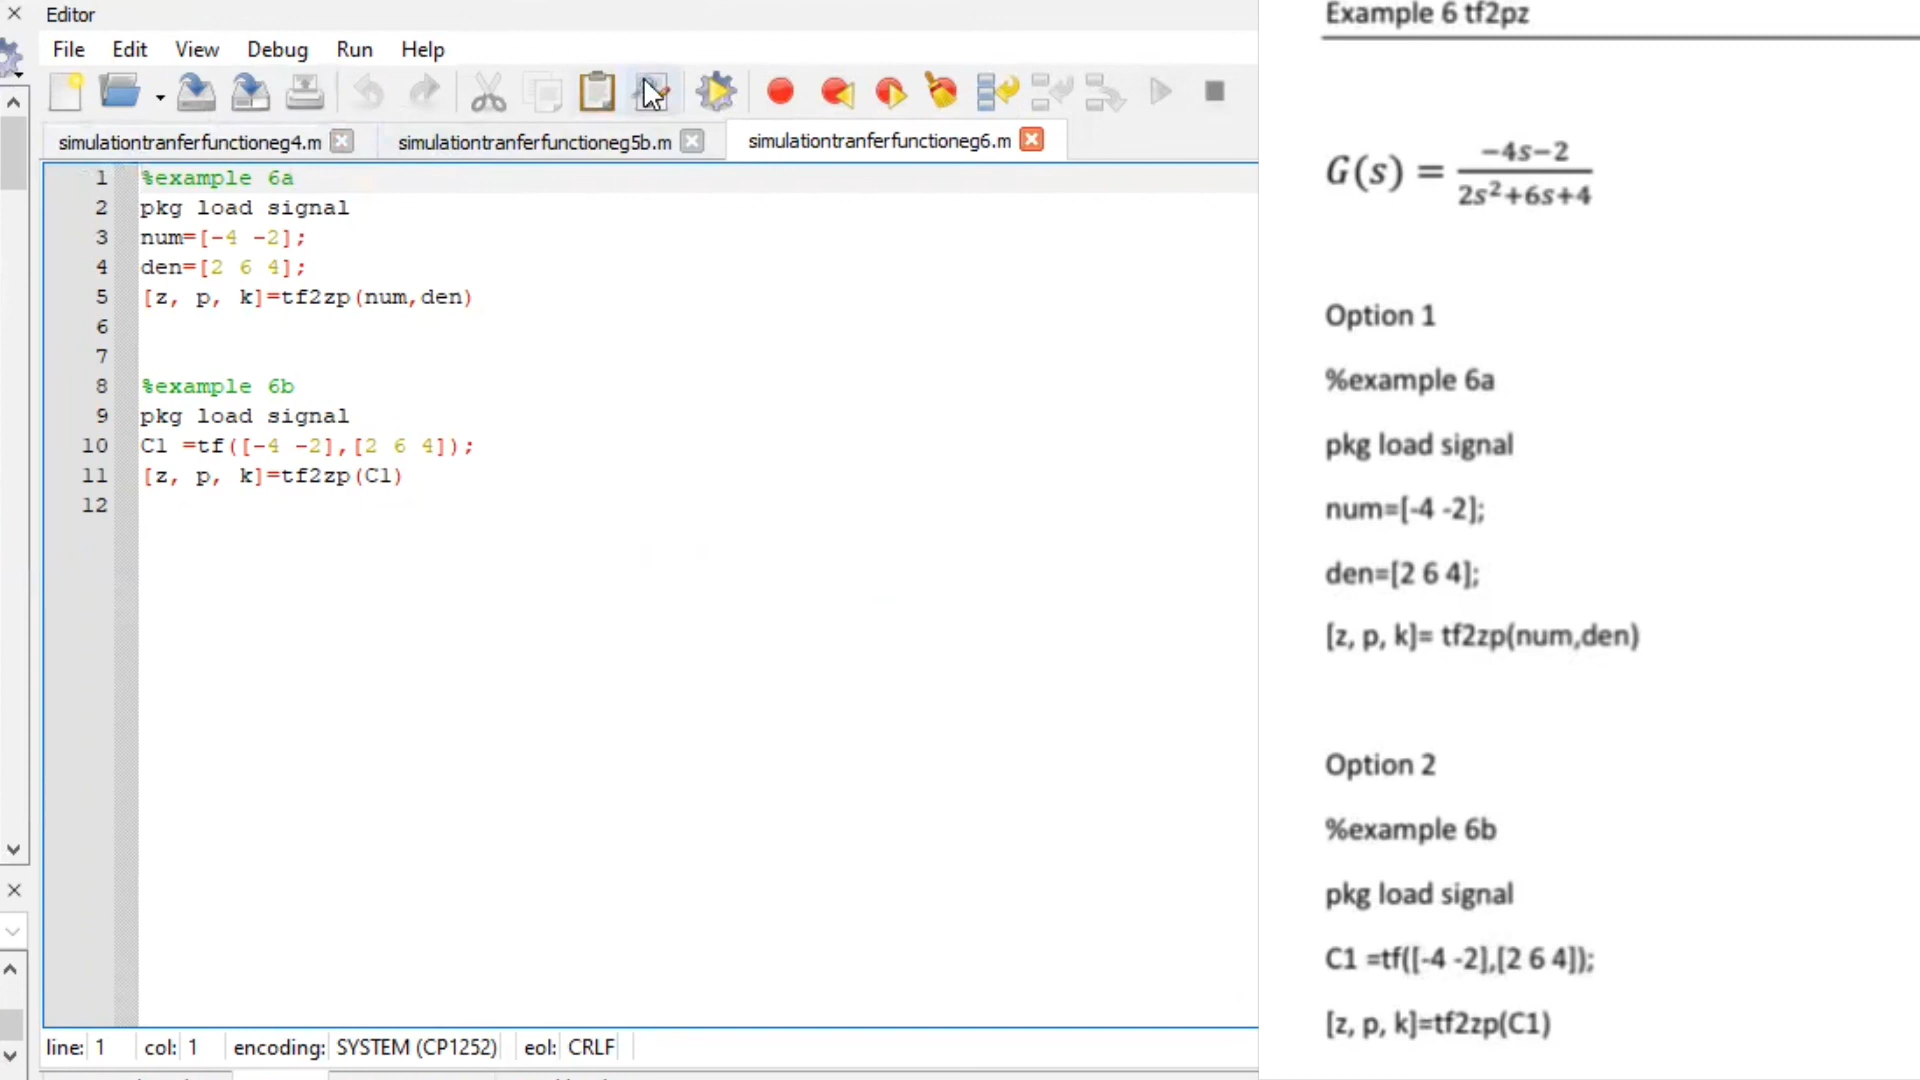 Editor
File Edit View Debug Run Help
simulationtranferfunctioneg4.m simulationtranferfunctioneg5b.m simulationtranferfunctioneg6.m
1 %example 6a
2 pkg load signal
3 num=[-4 -2];
4 den=[2 6 4];
5 [z, p, k]=tf2zp(num,den)
6
7
8 %example 6b
9 pkg load signal
10 C1 =tf([-4 -2],[2 6 4]);
11 [z, p, k]=tf2zp(C1)
12
line: 1 col: 1 encoding: SYSTEM (CP1252) eol: CRLF
Example 6 tf2pz
G(s) = −4s−2 / 2s²+6s+4
Option 1
%example 6a
pkg load signal
num=[-4 -2];
den=[2 6 4];
[z, p, k]= tf2zp(num,den)
Option 2
%example 6b
pkg load signal
C1 =tf([-4 -2],[2 6 4]);
[z, p, k]=tf2zp(C1)